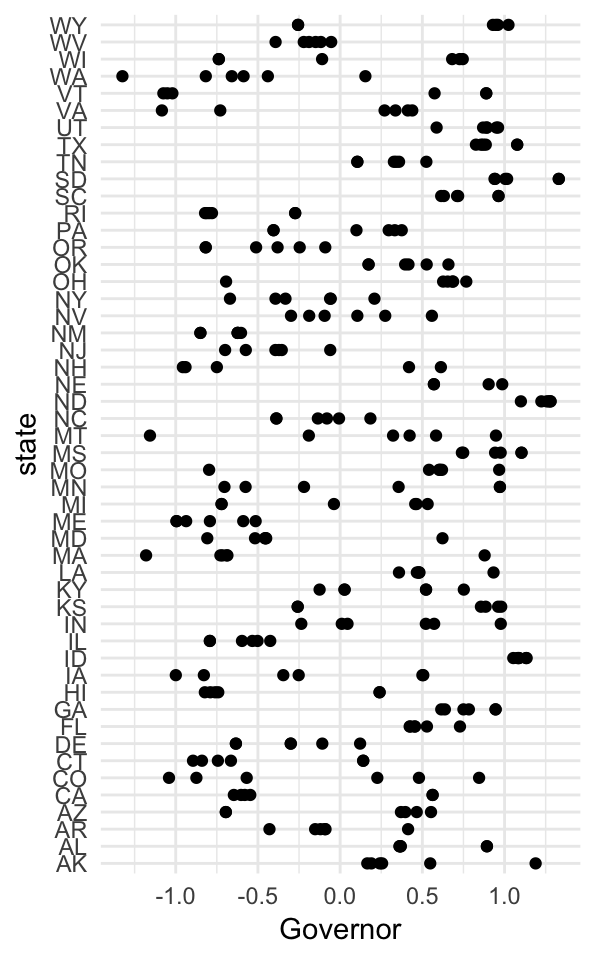 WY
WV
WI
WA
VT
VA
UT
TX
TN
SD
SC
RI
PA
OR
OK
OH
NY
NV
NM
NJ
NH
NE
ND
NC
MT
MS
MO
MN
MI
ME
MD
MA
LA
KY
KS
IN
IL
ID
IA
HI
GA
FL
DE
CT
CO
CA
AZ
AR
AL
AK
state
-1.0 -0.5 0.0 0.5 1.0
Governor